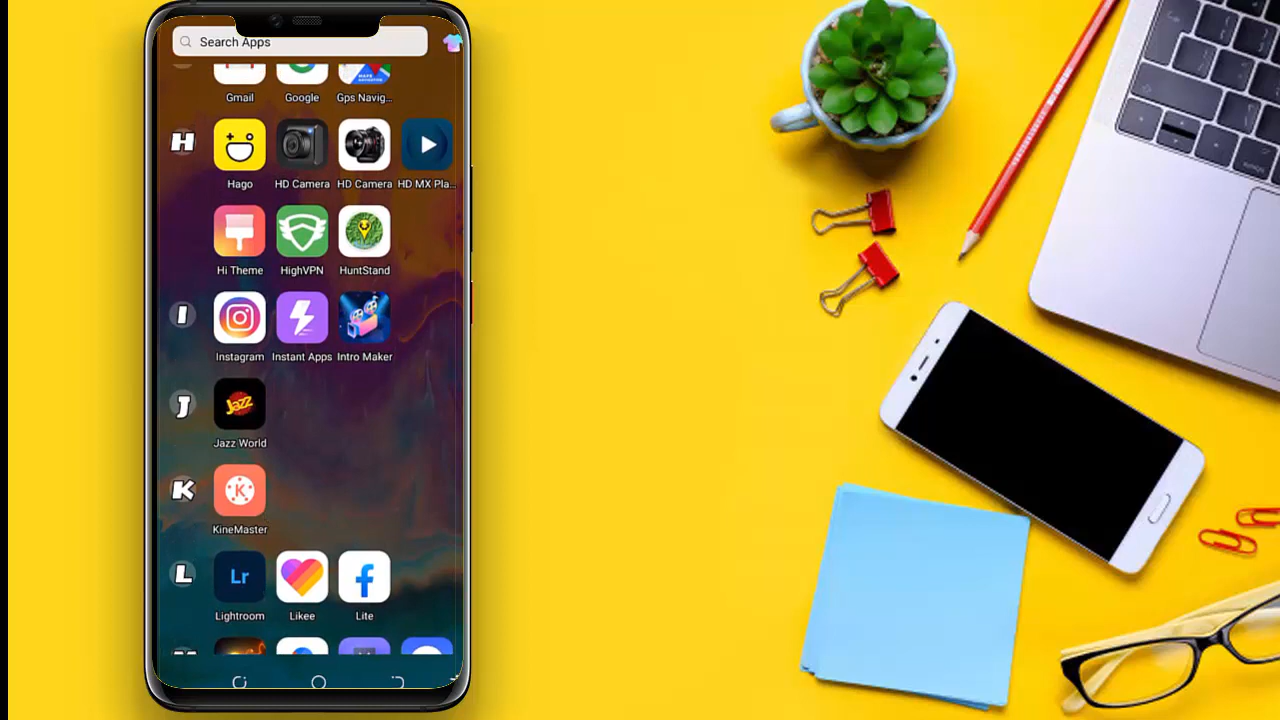 Search Apps
Gmail Google Gps Navig...
H
Hago HD Camera HD Camera HD MX Pla...
Hi Theme HighVPN HuntStand
I
Instagram Instant Apps Intro Maker
J
Jazz
Jazz World
K
K
KineMaster
L
Lr
Lightroom Likee Lite